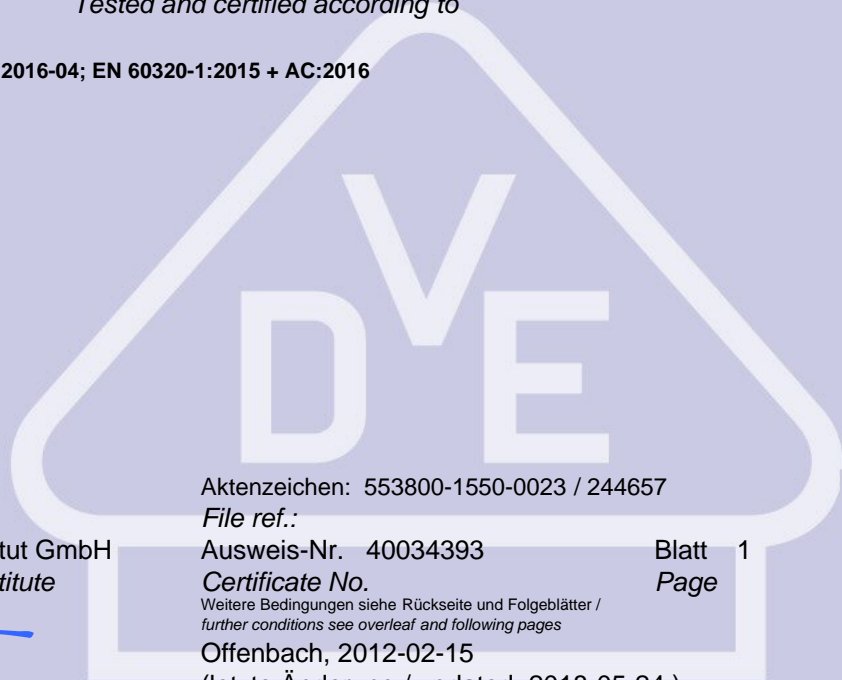 Tested and certified according to
2016-04; EN 60320-1:2015 + AC:2016
DVE
Aktenzeichen: 553800-1550-0023 / 244657
File ref.:
tut GmbH Ausweis-Nr. 40034393 Blatt 1
titute Certificate No. Page
Weitere Bedingungen siehe Rückseite und Folgeblätter /
further conditions see overleaf and following pages
Offenbach, 2012-02-15